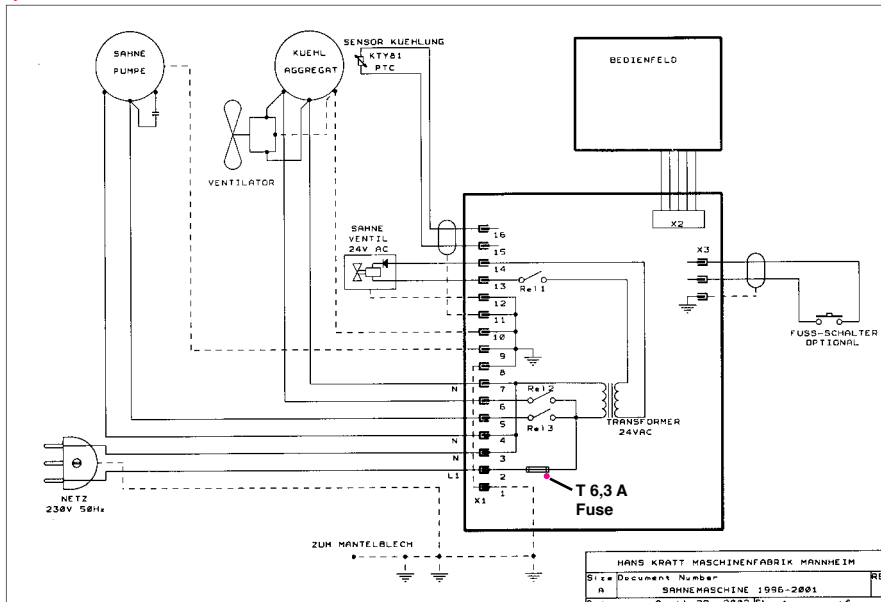 SAHNE
PUMPE
KUEHL
AGGREGAT
SENSOR KUEHLUNG
KTY81
PTC
BEDIENFELD
VENTILATOR
SAHNE
VENTIL
24V AC
16
15
14
13
12
11
10
9
8
7
6
5
4
3
2
1
X1
Rel1
Rel2
Rel3
N
N
N
L1
X2
X3
FUSS-SCHALTER
OPTIONAL
TRANSFORMER
24VAC
T 6,3 A
Fuse
NETZ
230V 50Hz
ZUM MANTELBLECH
HANS KRATT MASCHINENFABRIK MANNHEIM
Size Document Number RE
A SAHNEMASCHINE 1996-2001